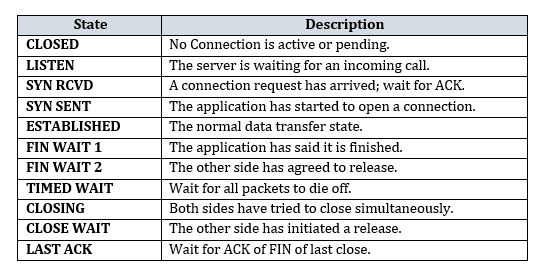 State Description
CLOSED No Connection is active or pending.
LISTEN The server is waiting for an incoming call.
SYN RCVD A connection request has arrived; wait for ACK.
SYN SENT The application has started to open a connection.
ESTABLISHED The normal data transfer state.
FIN WAIT 1 The application has said it is finished.
FIN WAIT 2 The other side has agreed to release.
TIMED WAIT Wait for all packets to die off.
CLOSING Both sides have tried to close simultaneously.
CLOSE WAIT The other side has initiated a release.
LAST ACK Wait for ACK of FIN of last close.